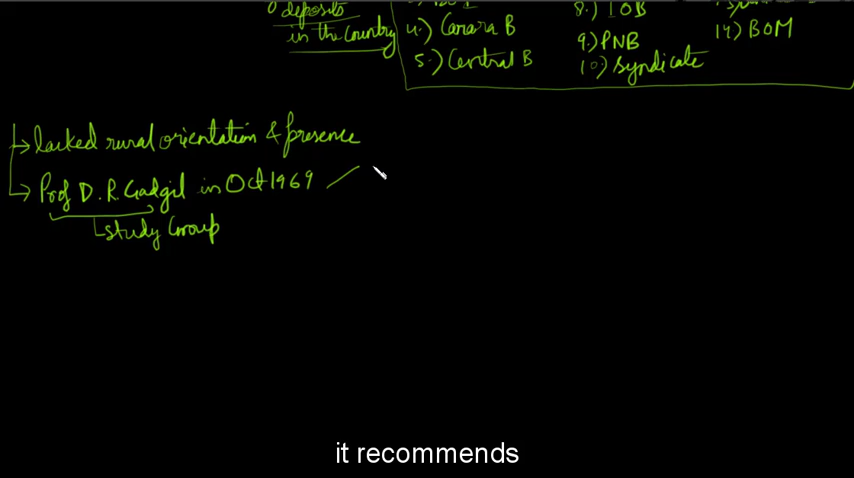 deposits
in the Country
4.) Canara B
5.) Central B
8.) IOB
9.) PNB
10.) Syndicate
14) BOM
lacked rural orientation & presence
Prof D. R. Gadgil in Oct 1969
study Group
it recommends